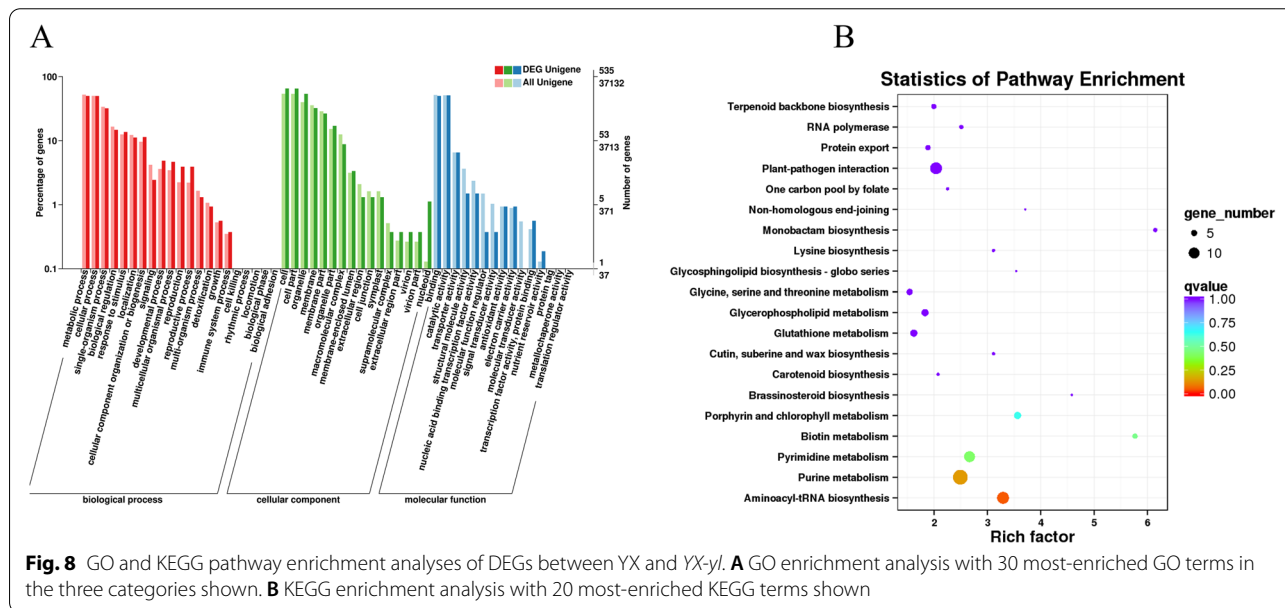 A
B
DEG Unigene
All Unigene
Percentage of genes
100
10
1
0.1
535
37132
53
3713
5
371
1
37
Number of genes
metabolic process
cellular process
single-organism process
biological regulation
response to stimulus
localization
cellular component organization or biogenesis
signaling
developmental process
multicellular organismal process
reproduction
reproductive process
multi-organism process
detoxification
growth
immune system process
cell killing
rhythmic process
locomotion
biological phase
biological adhesion
cell
cell part
organelle
membrane
membrane part
organelle part
macromolecular complex
membrane-enclosed lumen
extracellular region
cell junction
symplast
supramolecular complex
extracellular region part
virion
virion part
nucleoid
binding
catalytic activity
transporter activity
structural molecule activity
nucleic acid binding transcription factor activity
molecular function regulator
signal transducer activity
antioxidant activity
electron carrier activity
molecular transducer activity
transcription factor activity, protein binding
nutrient reservoir activity
protein tag
metallochaperone activity
translation regulator activity
biological process
cellular component
molecular function
Statistics of Pathway Enrichment
Terpenoid backbone biosynthesis
RNA polymerase
Protein export
Plant-pathogen interaction
One carbon pool by folate
Non-homologous end-joining
Monobactam biosynthesis
Lysine biosynthesis
Glycosphingolipid biosynthesis - globo series
Glycine, serine and threonine metabolism
Glycerophospholipid metabolism
Glutathione metabolism
Cutin, suberine and wax biosynthesis
Carotenoid biosynthesis
Brassinosteroid biosynthesis
Porphyrin and chlorophyll metabolism
Biotin metabolism
Pyrimidine metabolism
Purine metabolism
Aminoacyl-tRNA biosynthesis
2 3 4 5 6
Rich factor
gene_number
5
10
qvalue
1.00
0.75
0.50
0.25
0.00
Fig. 8 GO and KEGG pathway enrichment analyses of DEGs between YX and YX-yl. A GO enrichment analysis with 30 most-enriched GO terms in
the three categories shown. B KEGG enrichment analysis with 20 most-enriched KEGG terms shown